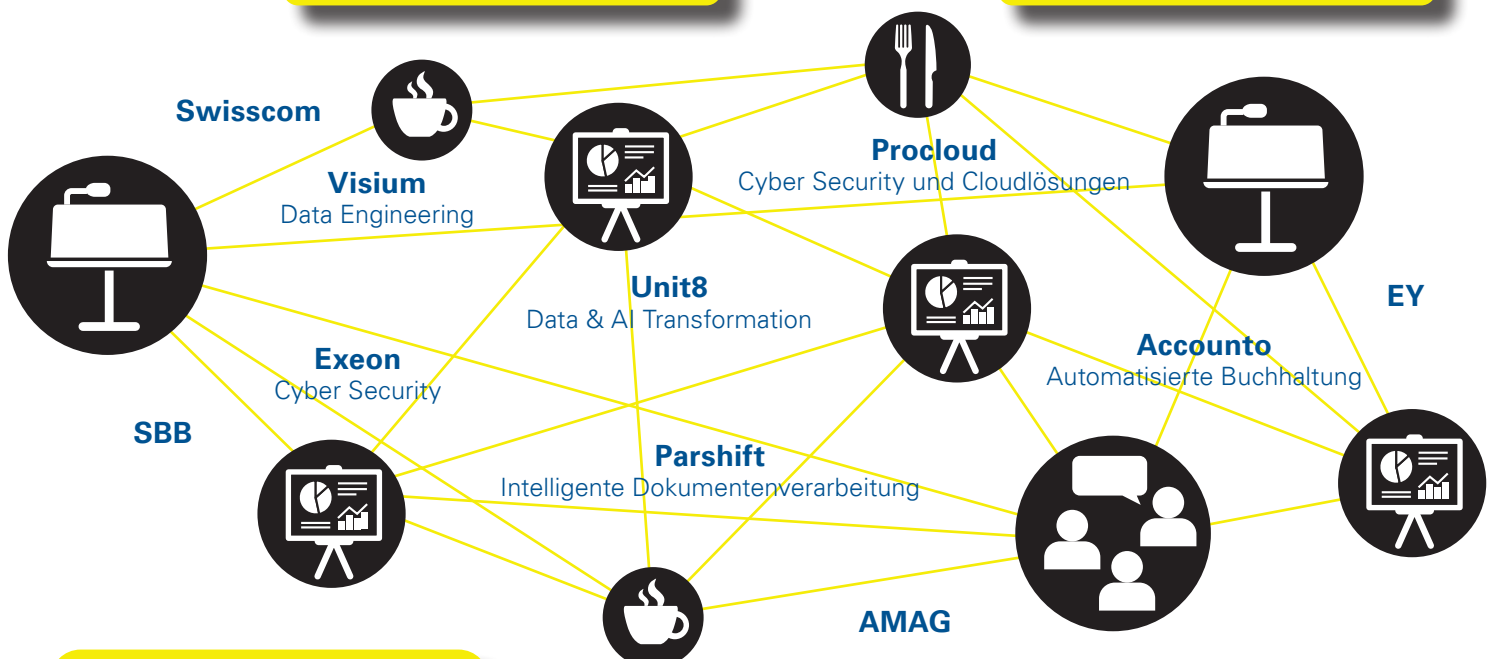 Swisscom
Procloud
Cyber Security und Cloudlösungen
Visium
Data Engineering
Unit8
Data & AI Transformation
EY
Accounto
Automatisierte Buchhaltung
Exeon
Cyber Security
SBB
Parshift
Intelligente Dokumentenverarbeitung
AMAG